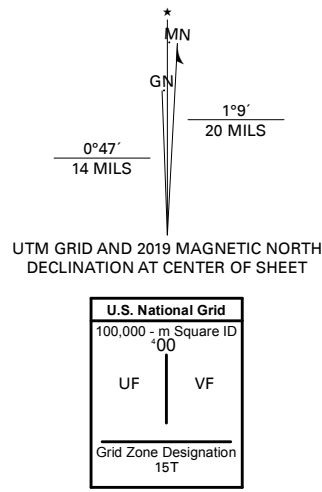 ★
MN
GN
1°9´
20 MILS
0°47´
14 MILS
UTM GRID AND 2019 MAGNETIC NORTH
DECLINATION AT CENTER OF SHEET
U.S. National Grid
100,000 - m Square ID
⁴00
UF VF
Grid Zone Designation
15T